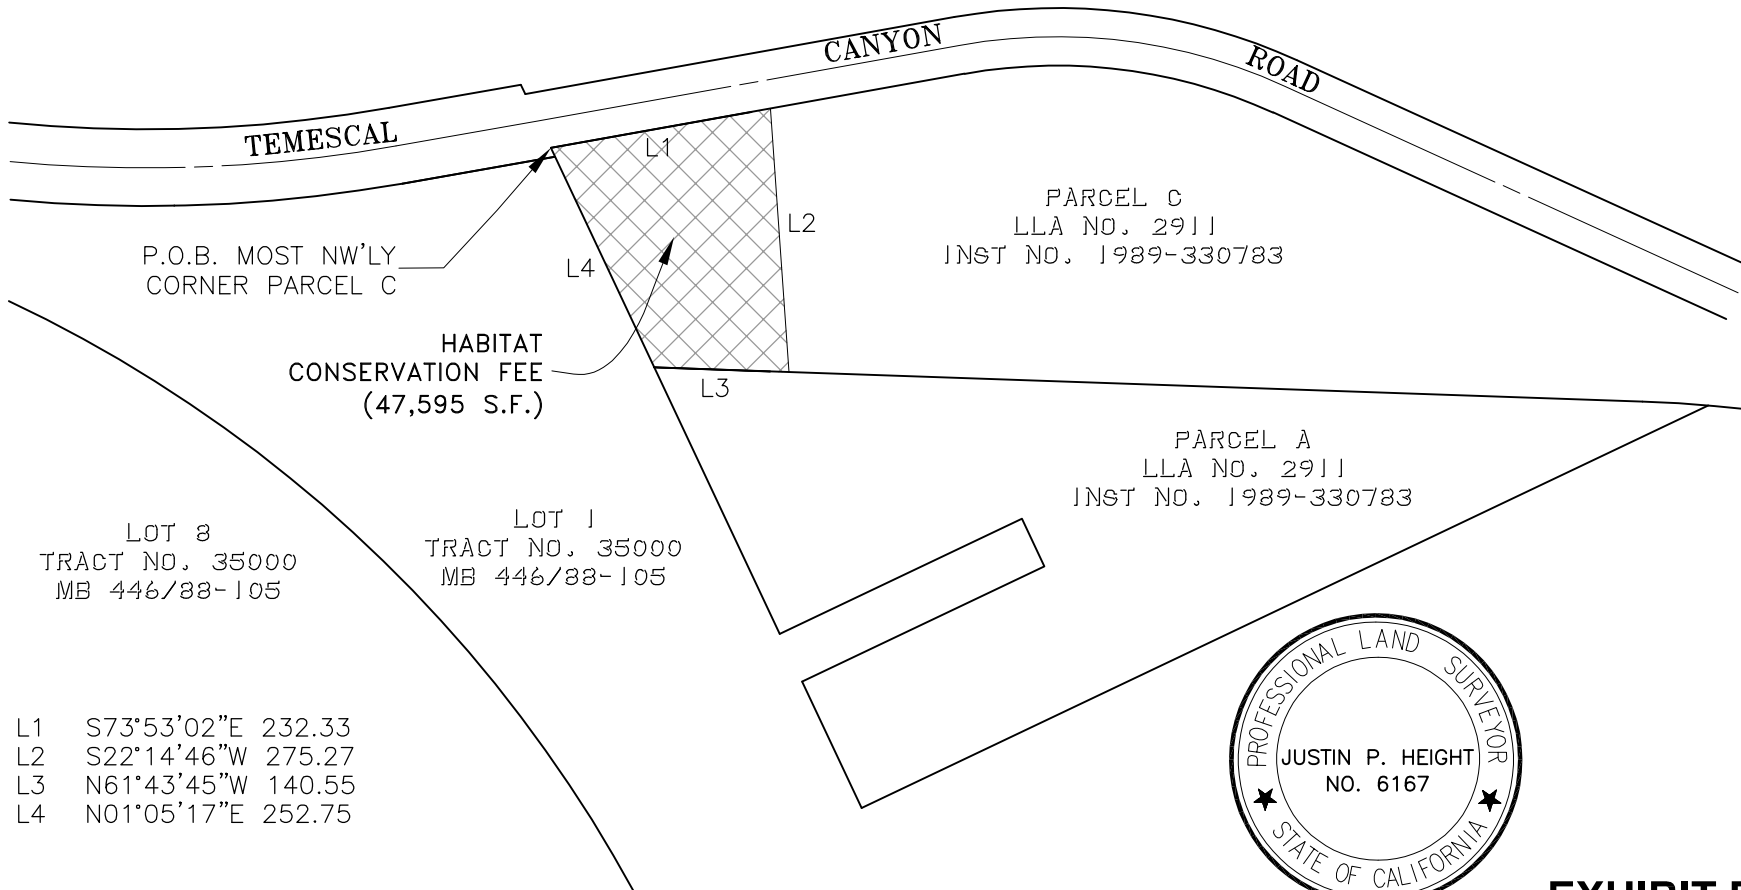 TEMESCAL CANYON ROAD
L1
L2
L4
L3
P.O.B. MOST NW'LY
CORNER PARCEL C
PARCEL C
LLA NO. 2911
INST NO. 1989-330783
HABITAT
CONSERVATION FEE
(47,595 S.F.)
PARCEL A
LLA NO. 2911
INST NO. 1989-330783
LOT 8
TRACT NO. 35000
MB 446/88-105
LOT 1
TRACT NO. 35000
MB 446/88-105
L1 S73°53'02"E 232.33
L2 S22°14'46"W 275.27
L3 N61°43'45"W 140.55
L4 N01°05'17"E 252.75
PROFESSIONAL LAND SURVEYOR
JUSTIN P. HEIGHT
NO. 6167
★ STATE OF CALIFORNIA ★
EXHIBIT